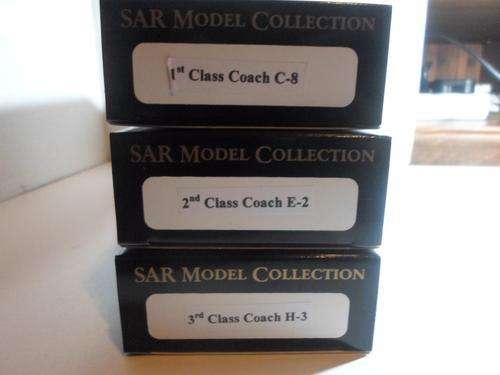 SAR MODEL COLLECTION
1st Class Coach C-8
SAR MODEL COLLECTION
2nd Class Coach E-2
SAR MODEL COLLECTION
3rd Class Coach H-3